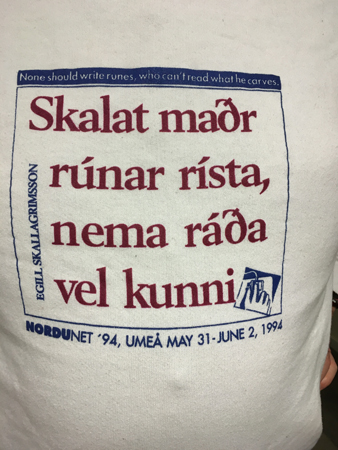 None should write runes, who can't read what he carves.
Skalat maðr
rúnar rísta,
nema ráða
vel kunni
EGILL SKALLAGRIMSSON
NORDUNET '94, UMEÅ MAY 31-JUNE 2, 1994